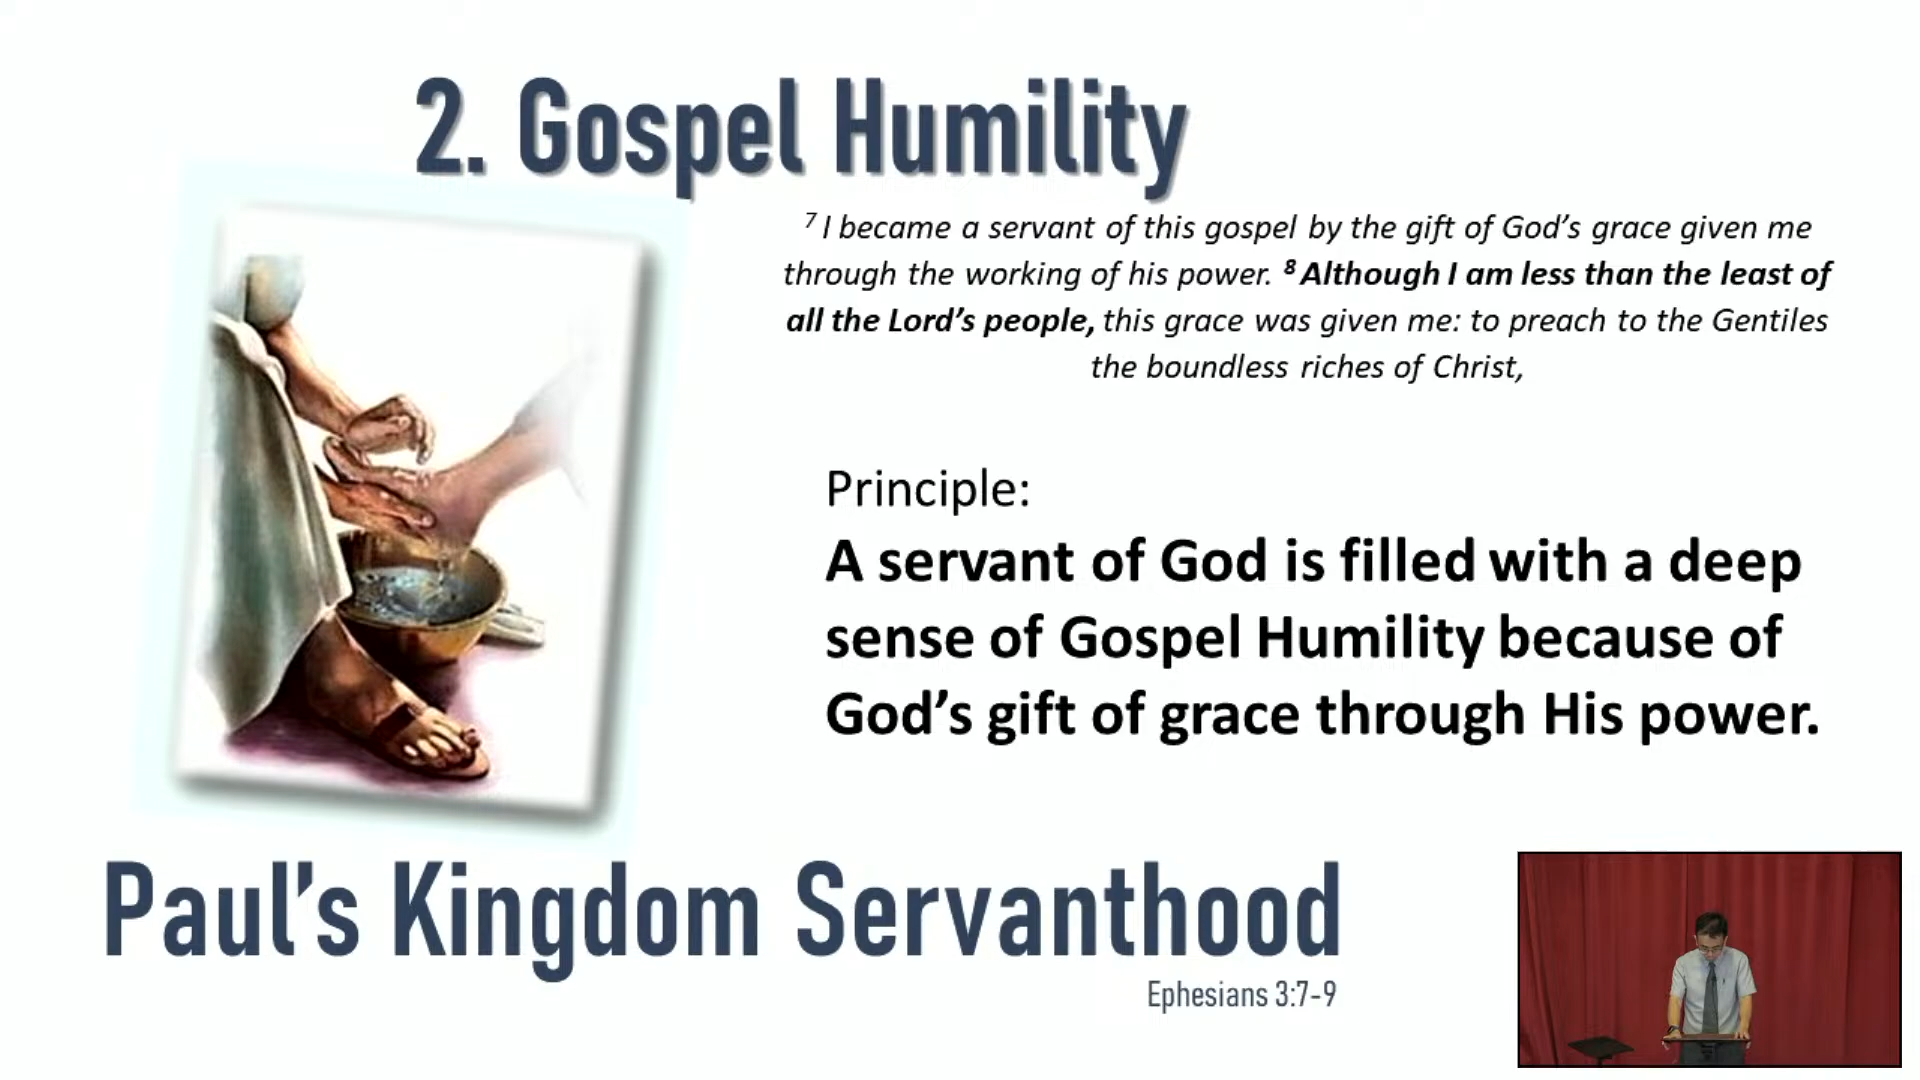 2. Gospel Humility
7 I became a servant of this gospel by the gift of God’s grace given me
through the working of his power. 8 Although I am less than the least of
all the Lord’s people, this grace was given me: to preach to the Gentiles
the boundless riches of Christ,
Principle:
A servant of God is filled with a deep
sense of Gospel Humility because of
God’s gift of grace through His power.
Paul’s Kingdom Servanthood
Ephesians 3:7-9